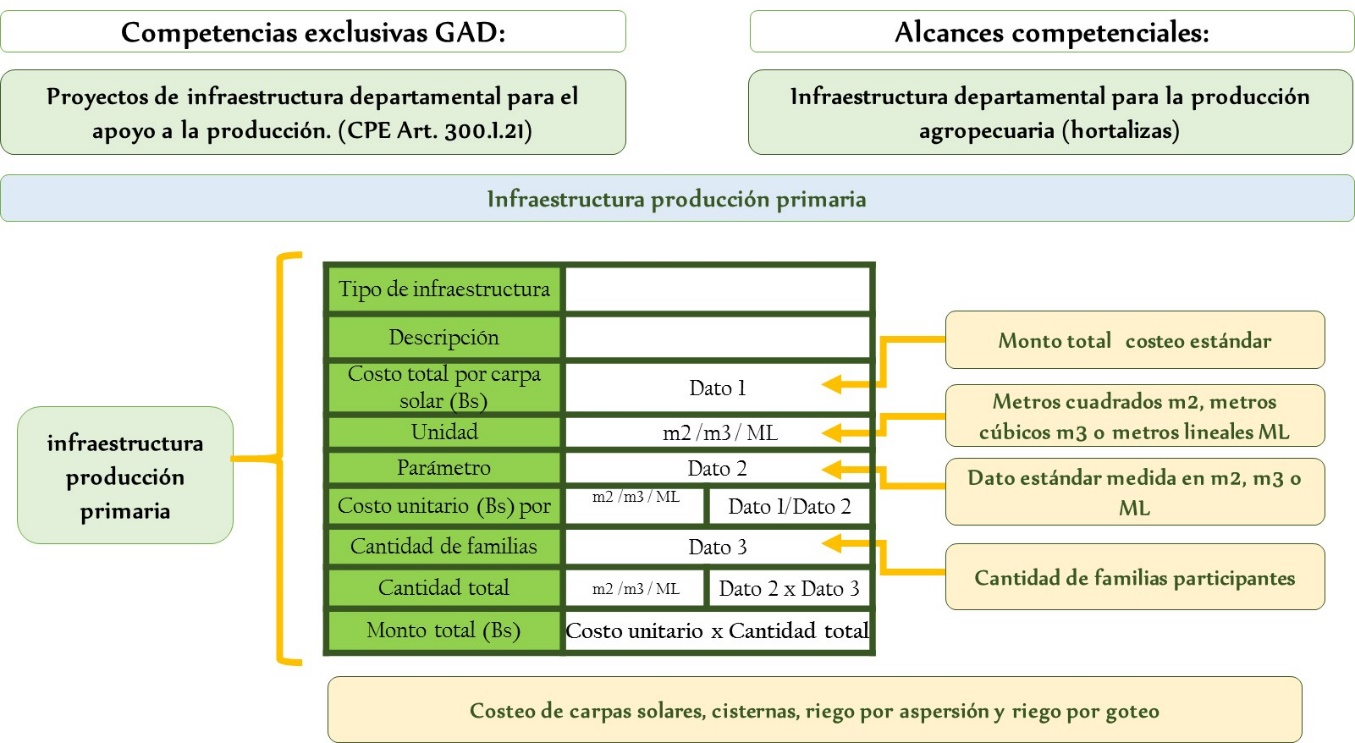 Competencias exclusivas GAD:
Alcances competenciales:
Proyectos de infraestructura departamental para el
apoyo a la producción. (CPE Art. 300.I.21)
Infraestructura departamental para la producción
agropecuaria (hortalizas)
Infraestructura producción primaria
infraestructura
producción
primaria
Tipo de infraestructura
Descripción
Costo total por carpa
solar (Bs)
Dato 1
Unidad
m2 /m3 / ML
Parámetro
Dato 2
Costo unitario (Bs) por
m2 /m3 / ML
Dato 1/Dato 2
Cantidad de familias
Dato 3
Cantidad total
m2 /m3 / ML
Dato 2 x Dato 3
Monto total (Bs)
Costo unitario x Cantidad total
Monto total costeo estándar
Metros cuadrados m2, metros
cúbicos m3 o metros lineales ML
Dato estándar medida en m2, m3 o
ML
Cantidad de familias participantes
Costeo de carpas solares, cisternas, riego por aspersión y riego por goteo